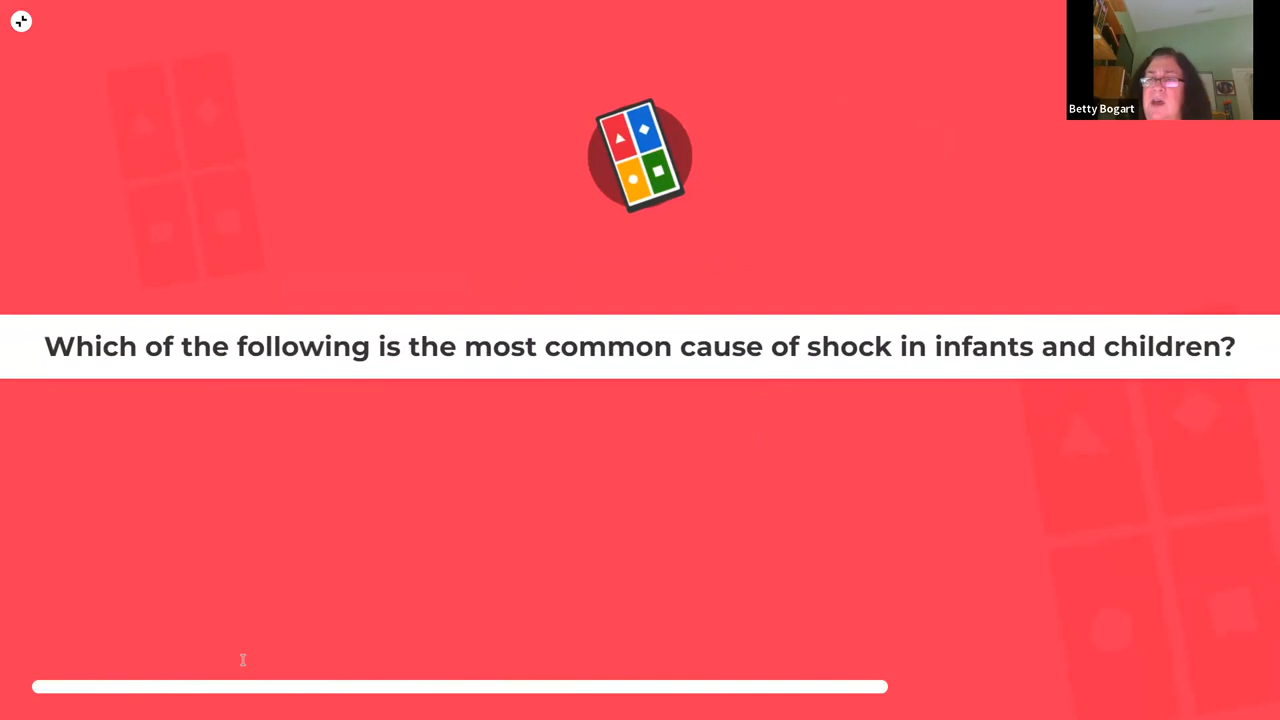 Betty Bogart
Which of the following is the most common cause of shock in infants and children?